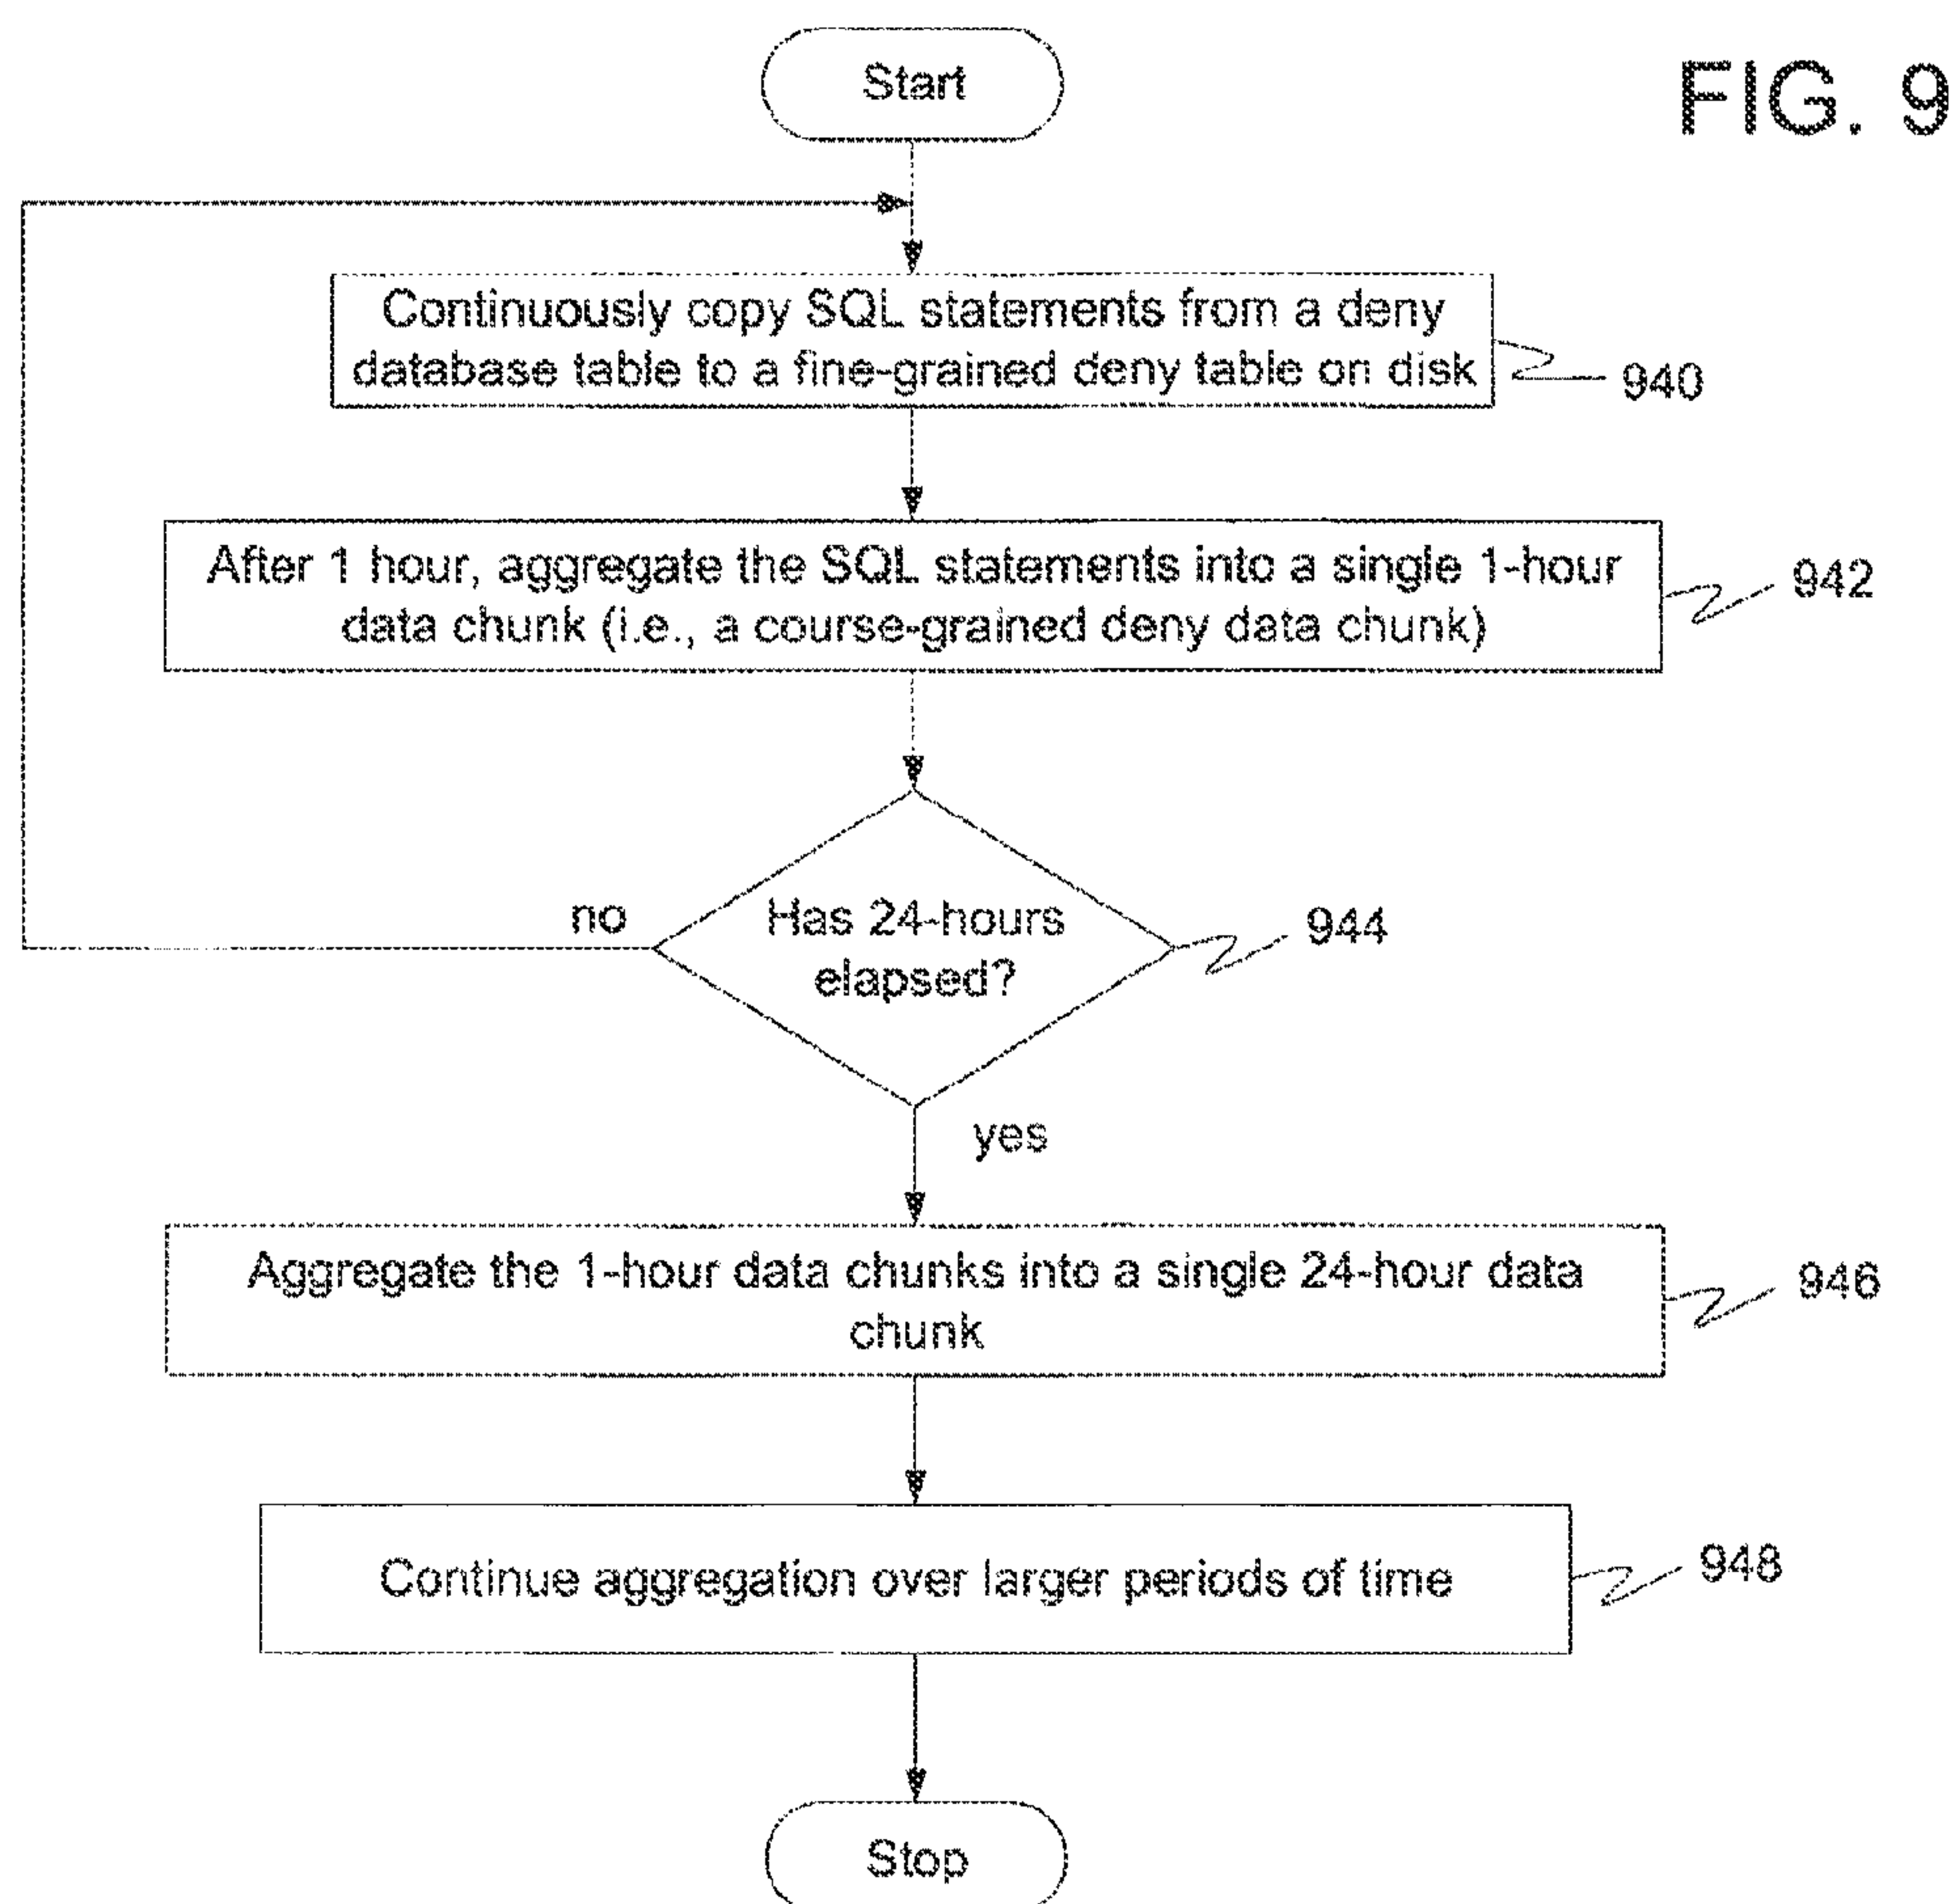 FIG. 9
Start
Continuously copy SQL statements from a deny
database table to a fine-grained deny table on disk
940
After 1 hour, aggregate the SQL statements into a single 1-hour
data chunk (i.e., a course-grained deny data chunk)
942
Has 24-hours
elapsed?
944
no
yes
Aggregate the 1-hour data chunks into a single 24-hour data
chunk
946
Continue aggregation over larger periods of time
948
Stop